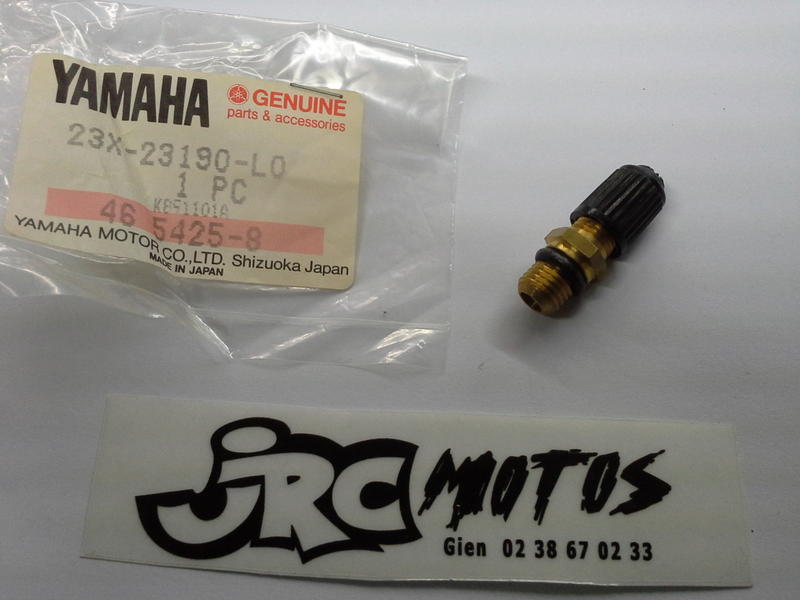 YAMAHA
GENUINE
parts & accessories
23X-23190-L0
1 PC
K851101A
46 5425-8
YAMAHA MOTOR CO.,LTD. Shizuoka Japan
MADE IN JAPAN
JRC MOTOS
Gien 02 38 67 02 33